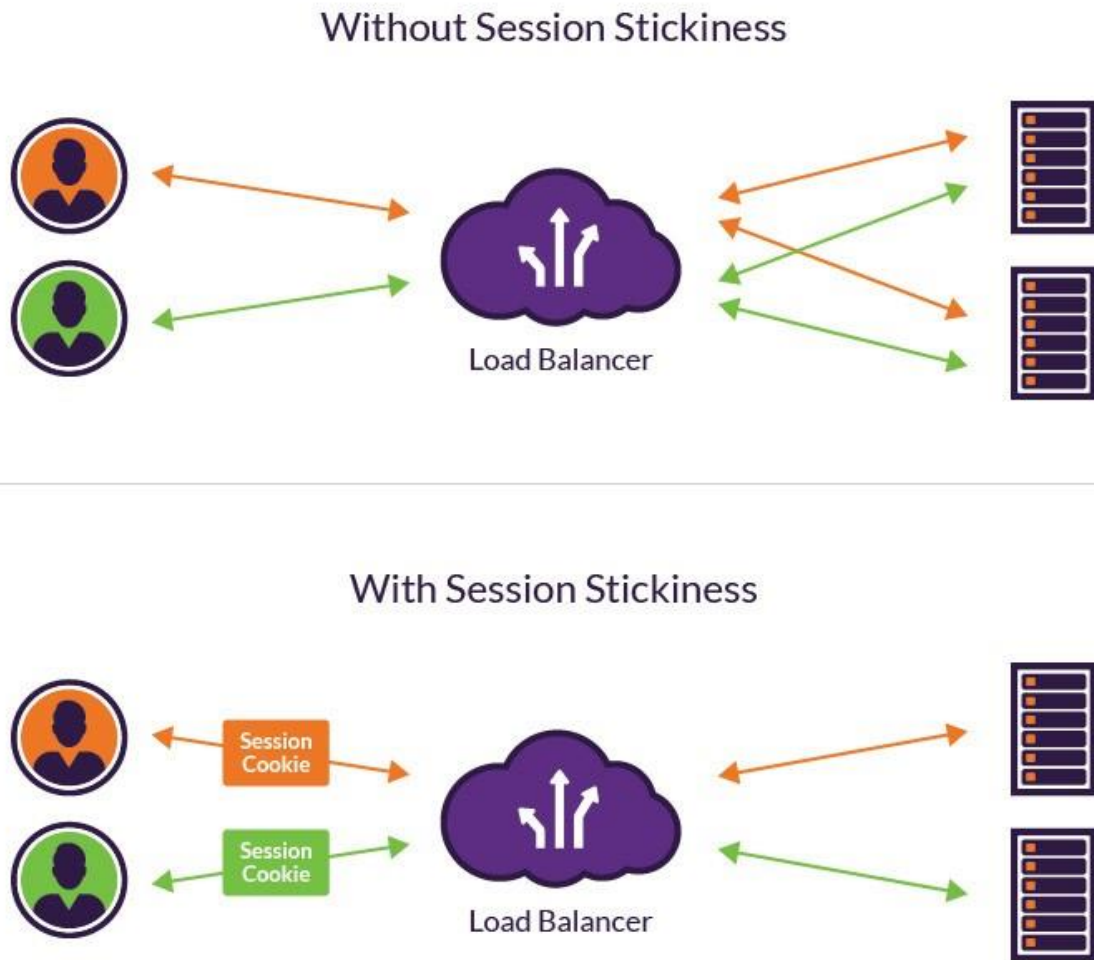 Without Session Stickiness
Load Balancer
With Session Stickiness
Session
Cookie
Session
Cookie
Load Balancer